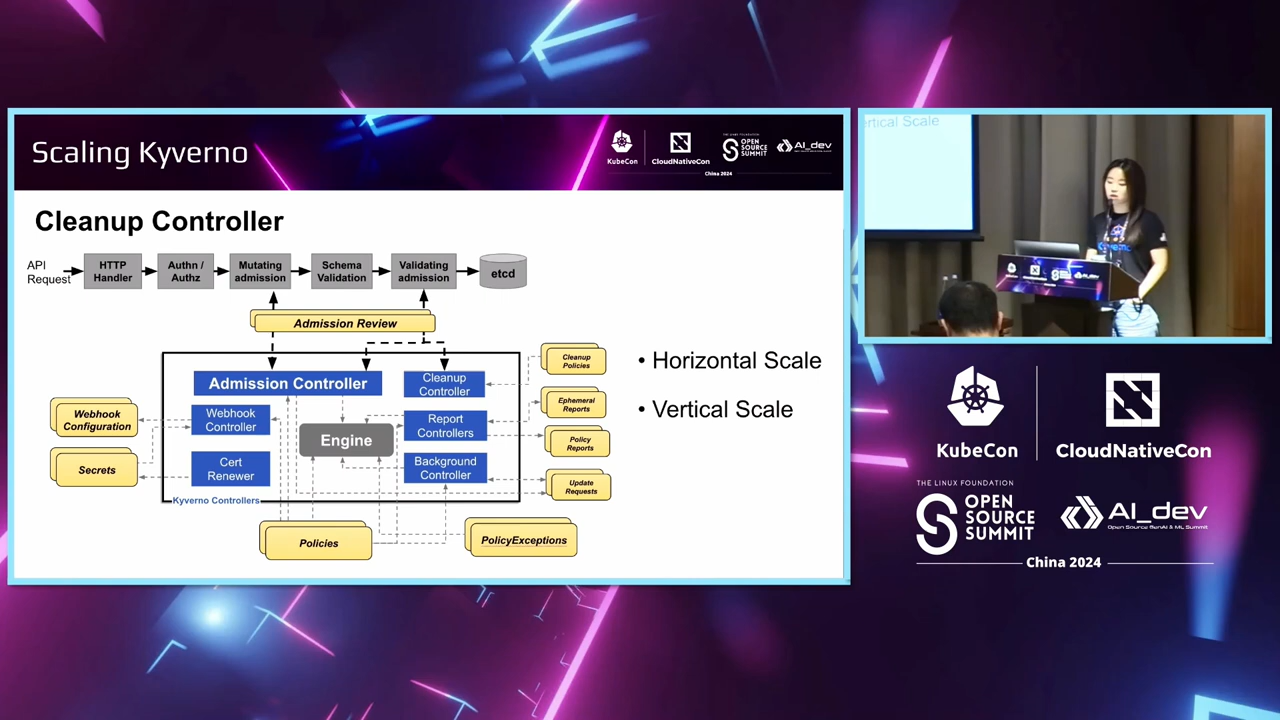 Scaling Kyverno
KubeCon
CloudNativeCon
THE LINUX FOUNDATION
OPEN
SOURCE
SUMMIT
AI_dev
China 2024
Cleanup Controller
API
Request
HTTP
Handler
Authn /
Authz
Mutating
admission
Schema
Validation
Validating
admission
etcd
Admission Review
Admission Controller
Cleanup
Controller
Webhook
Controller
Report
Controllers
Engine
Cert
Renewer
Background
Controller
Kyverno Controllers
Webhook
Configuration
Secrets
Cleanup
Policies
Ephemeral
Reports
Policy
Reports
Update
Requests
Policies
PolicyExceptions
• Horizontal Scale
• Vertical Scale
ertical Scale
KubeCon
CloudNativeCon
THE LINUX FOUNDATION
OPEN
SOURCE
SUMMIT
AI_dev
Open Source GenAI & ML Summit
China 2024